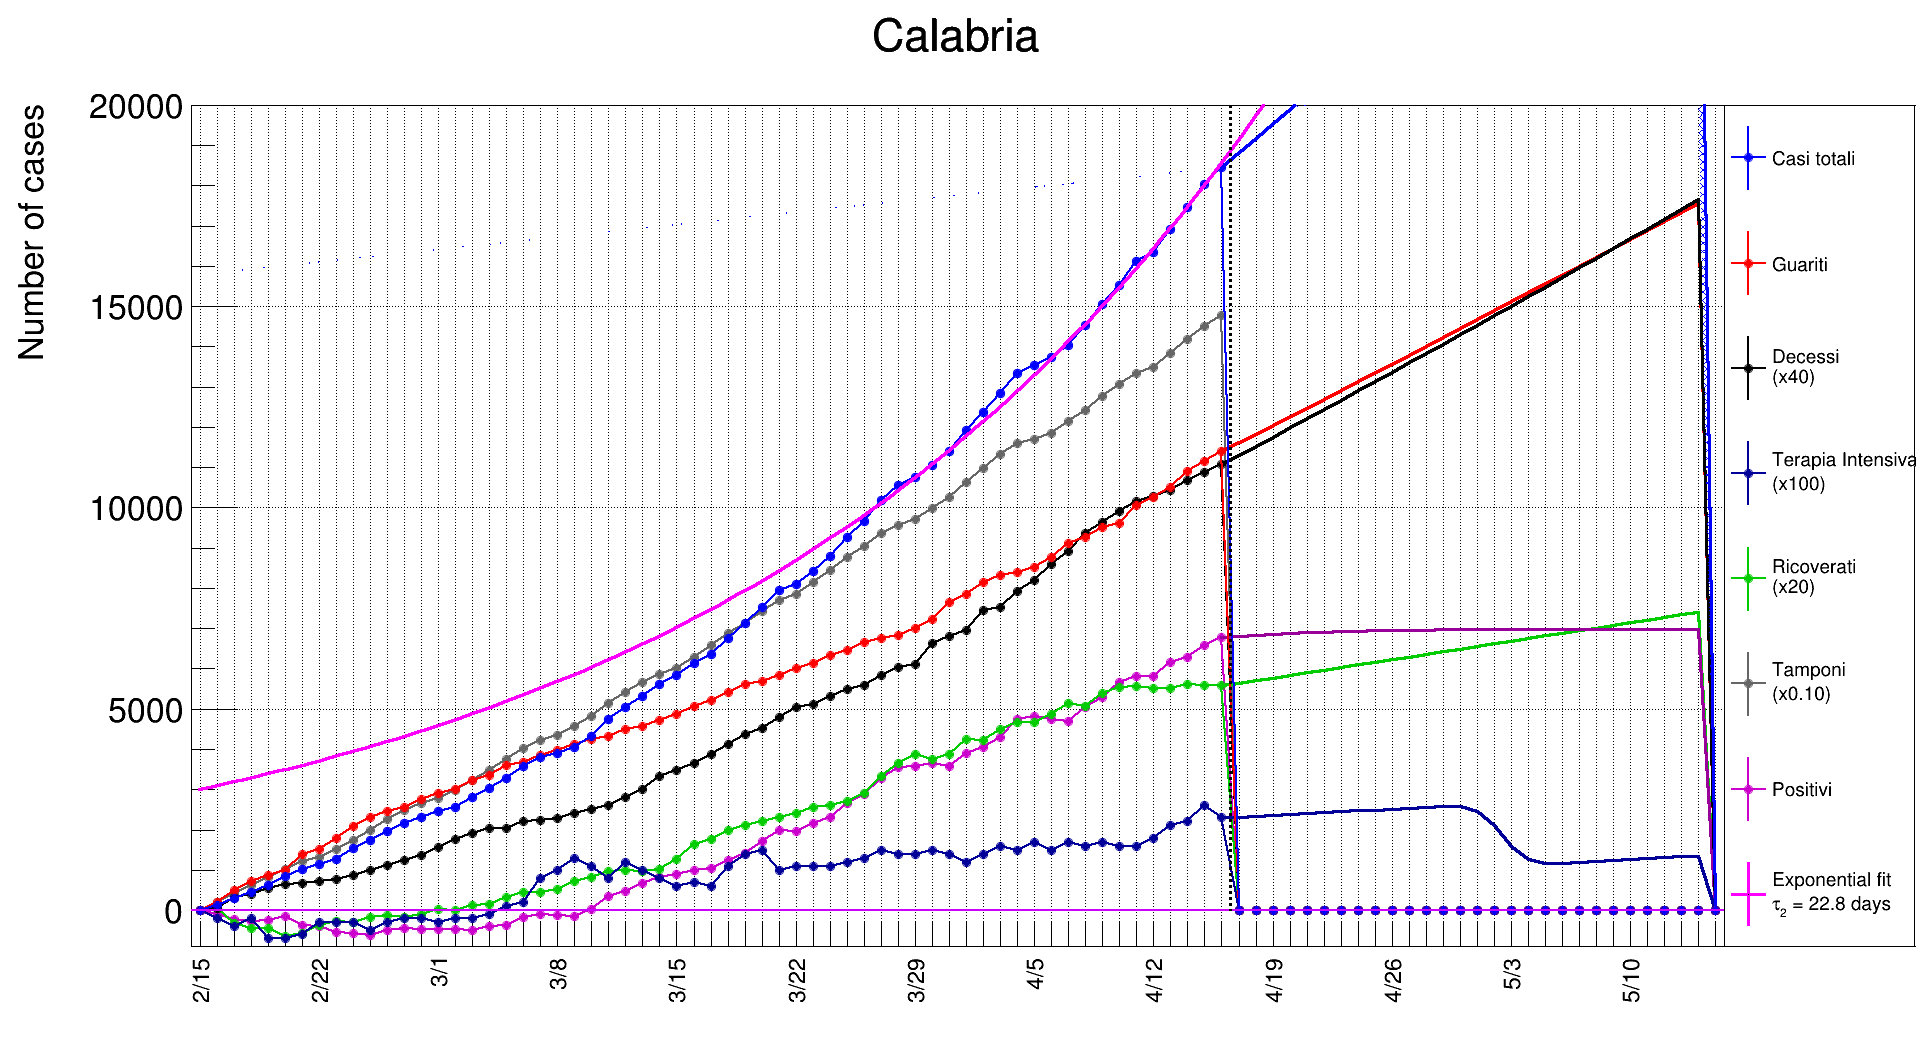 Calabria
Number of cases
20000
15000
10000
5000
0
2/15
2/22
3/1
3/8
3/15
3/22
3/29
4/5
4/12
4/19
4/26
5/3
5/10
Casi totali
Guariti
Decessi
(x40)
Terapia Intensiva
(x100)
Ricoverati
(x20)
Tamponi
(x0.10)
Positivi
Exponential fit
τ₂ = 22.8 days